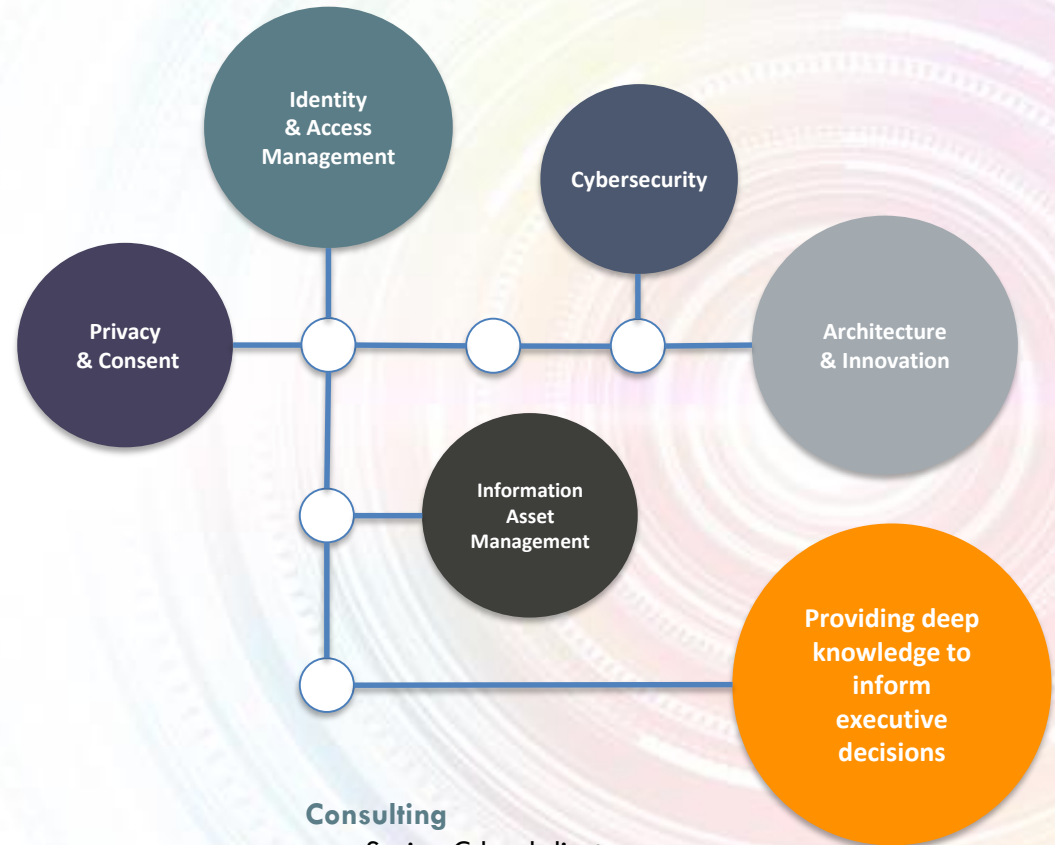 Identity
& Access
Management
Cybersecurity
Privacy
& Consent
Architecture
& Innovation
Information
Asset
Management
Providing deep
knowledge to
inform
executive
decisions
Consulting